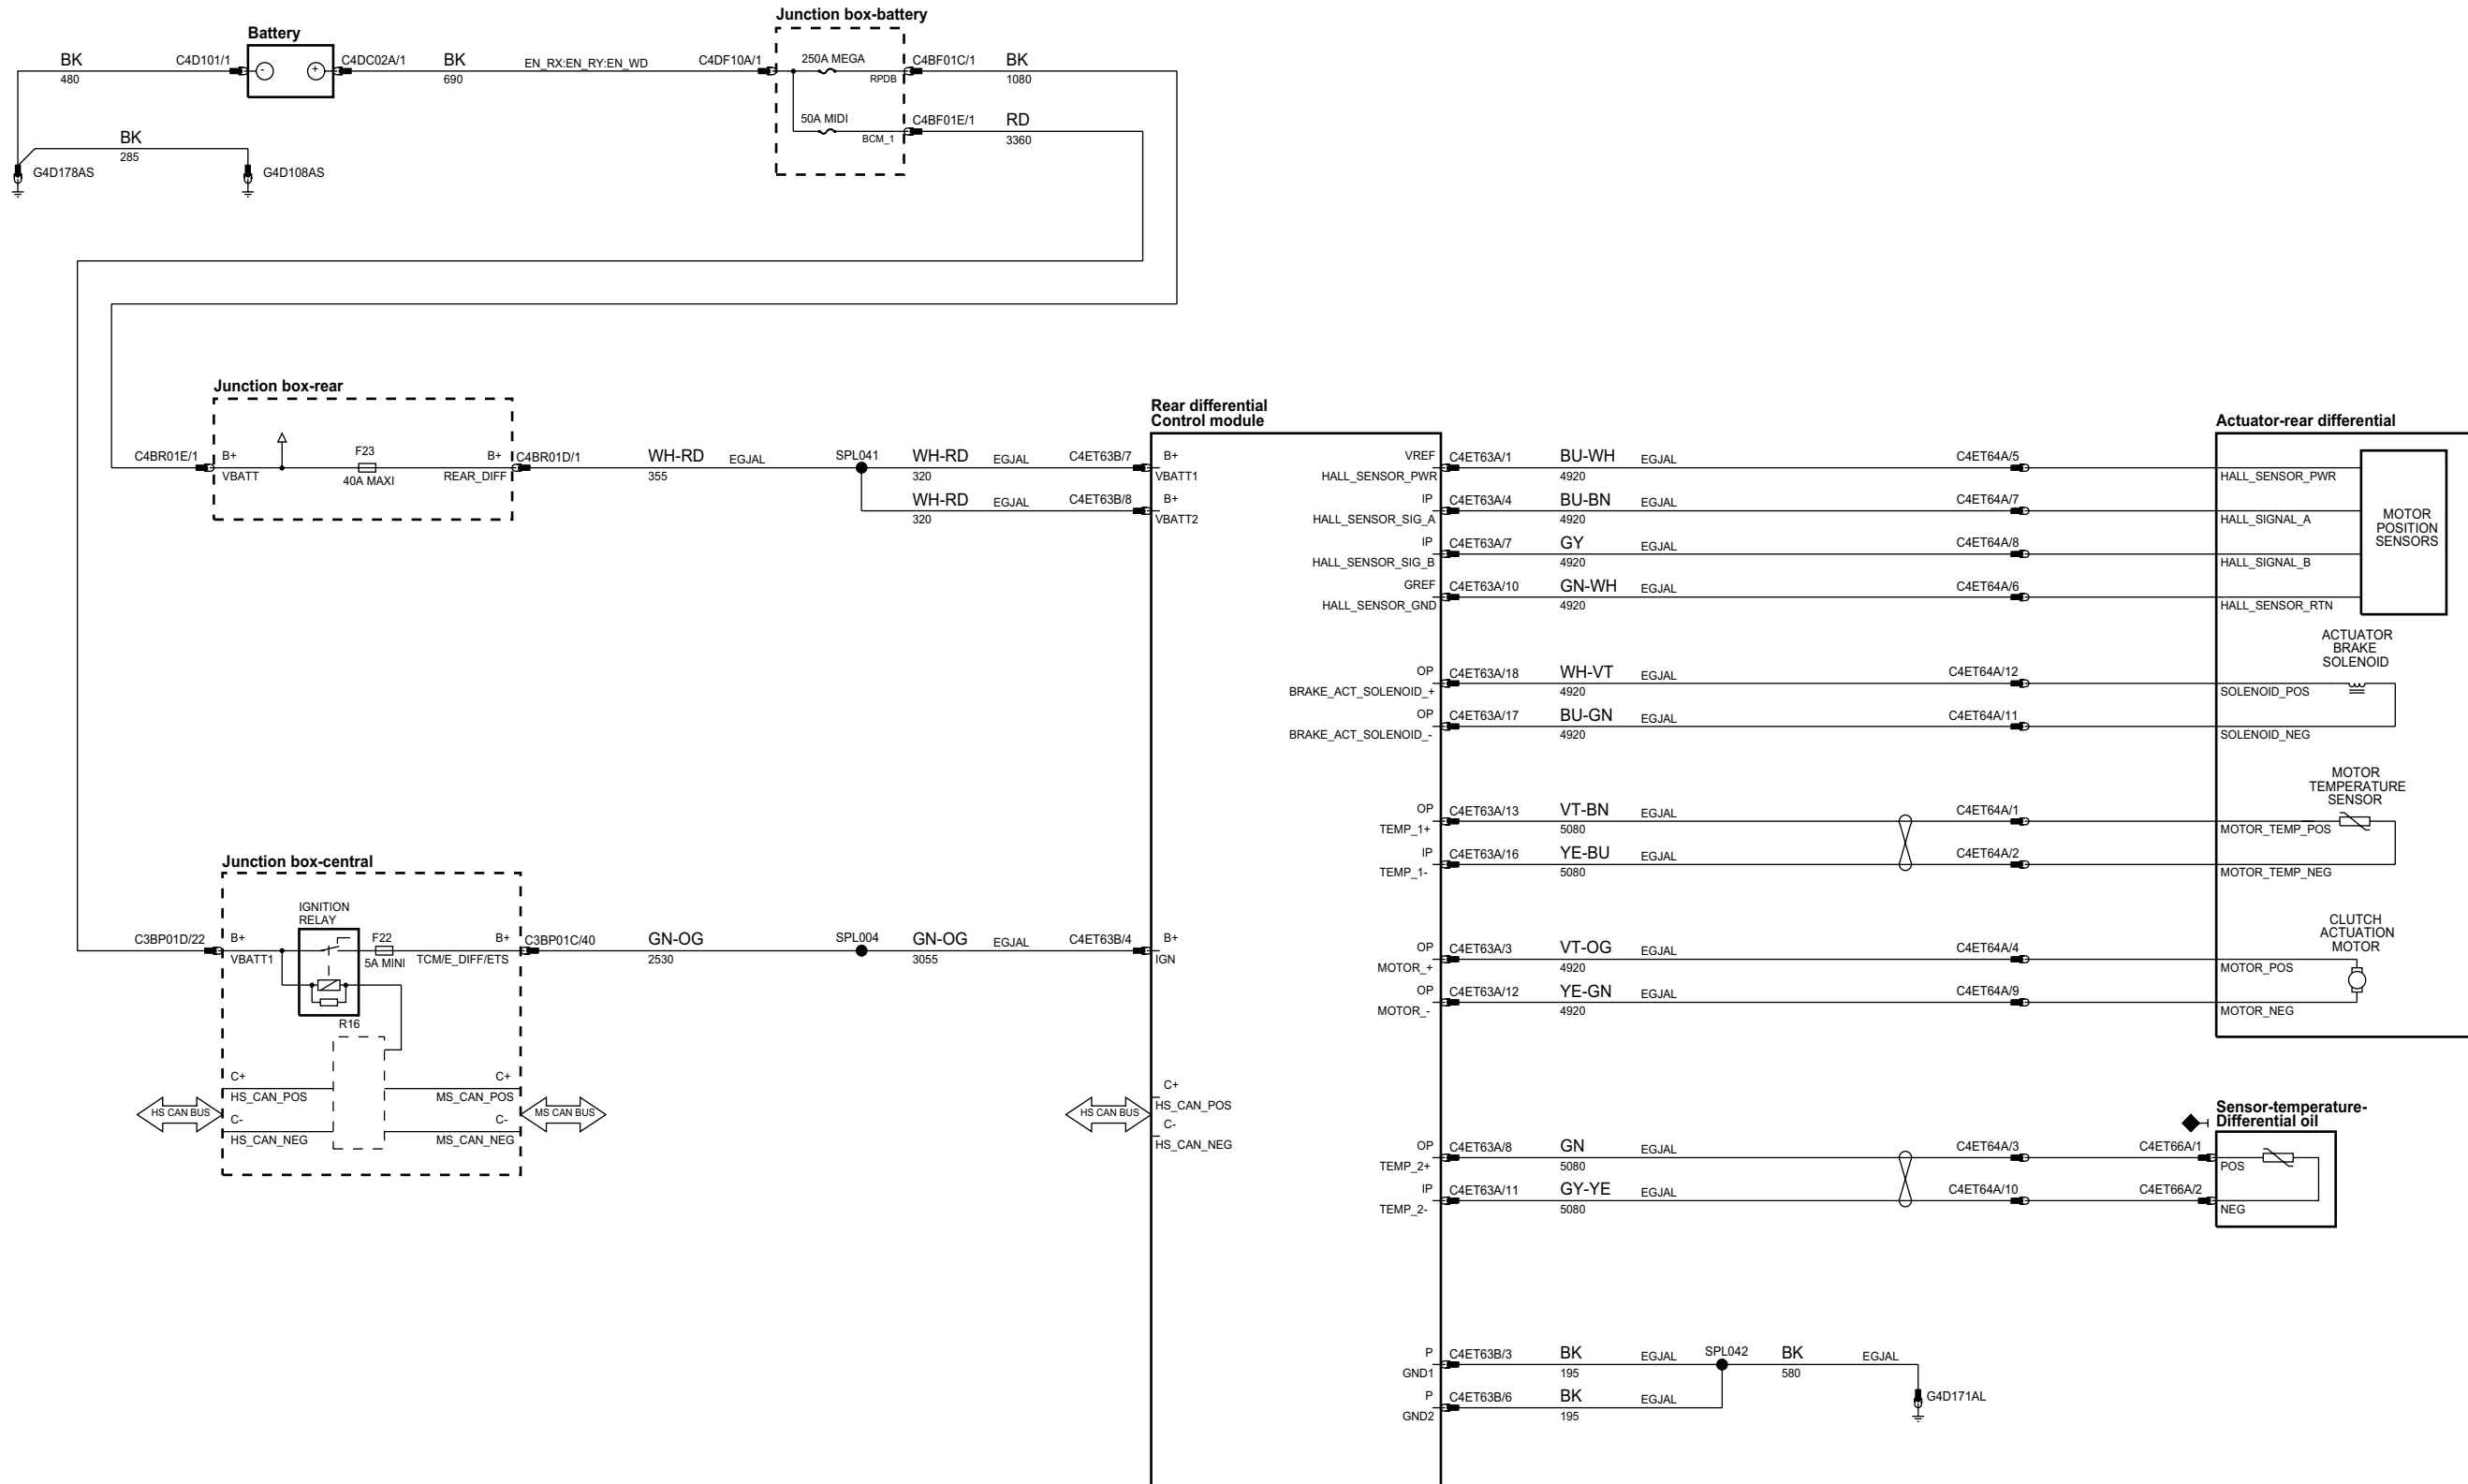 Junction box-battery
Battery
BK
480
C4D101/1
-
+
C4DC02A/1
BK
690
EN_RX:EN_RY:EN_WD
C4DF10A/1
250A MEGA
RPDB
C4BF01C/1
BK
1080
50A MIDI
BCM_1
C4BF01E/1
RD
3360
BK
285
G4D178AS
G4D108AS
Junction box-rear
C4BR01E/1
B+
VBATT
F23
40A MAXI
B+
REAR_DIFF
C4BR01D/1
WH-RD
355
EGJAL
SPL041
WH-RD
320
EGJAL
C4ET63B/7
WH-RD
320
EGJAL
C4ET63B/8
Rear differential
Control module
B+
VBATT1
B+
VBATT2
VREF
HALL_SENSOR_PWR
C4ET63A/1
BU-WH
4920
EGJAL
C4ET64A/5
IP
HALL_SENSOR_SIG_A
C4ET63A/4
BU-BN
4920
EGJAL
C4ET64A/7
IP
HALL_SENSOR_SIG_B
C4ET63A/7
GY
4920
EGJAL
C4ET64A/8
GREF
HALL_SENSOR_GND
C4ET63A/10
GN-WH
4920
EGJAL
C4ET64A/6
Actuator-rear differential
HALL_SENSOR_PWR
HALL_SIGNAL_A
HALL_SIGNAL_B
HALL_SENSOR_RTN
MOTOR
POSITION
SENSORS
OP
BRAKE_ACT_SOLENOID_+
C4ET63A/18
WH-VT
4920
EGJAL
C4ET64A/12
OP
BRAKE_ACT_SOLENOID_-
C4ET63A/17
BU-GN
4920
EGJAL
C4ET64A/11
ACTUATOR
BRAKE
SOLENOID
SOLENOID_POS
SOLENOID_NEG
OP
TEMP_1+
C4ET63A/13
VT-BN
5080
EGJAL
C4ET64A/1
IP
TEMP_1-
C4ET63A/16
YE-BU
5080
EGJAL
C4ET64A/2
MOTOR
TEMPERATURE
SENSOR
MOTOR_TEMP_POS
MOTOR_TEMP_NEG
Junction box-central
C3BP01D/22
B+
VBATT1
IGNITION
RELAY
R16
F22
5A MINI
B+
TCM/E_DIFF/ETS
C3BP01C/40
GN-OG
2530
SPL004
GN-OG
3055
EGJAL
C4ET63B/4
B+
IGN
OP
MOTOR_+
C4ET63A/3
VT-OG
4920
EGJAL
C4ET64A/4
OP
MOTOR_-
C4ET63A/12
YE-GN
4920
EGJAL
C4ET64A/9
CLUTCH
ACTUATION
MOTOR
MOTOR_POS
MOTOR_NEG
HS CAN BUS
C+
HS_CAN_POS
C-
HS_CAN_NEG
C+
MS_CAN_POS
C-
MS_CAN_NEG
MS CAN BUS
HS CAN BUS
C+
HS_CAN_POS
C-
HS_CAN_NEG
Sensor-temperature-
Differential oil
OP
TEMP_2+
C4ET63A/8
GN
5080
EGJAL
C4ET64A/3
C4ET66A/1
POS
IP
TEMP_2-
C4ET63A/11
GY-YE
5080
EGJAL
C4ET64A/10
C4ET66A/2
NEG
P
GND1
C4ET63B/3
BK
195
EGJAL
SPL042
BK
580
EGJAL
P
GND2
C4ET63B/6
BK
195
EGJAL
G4D171AL